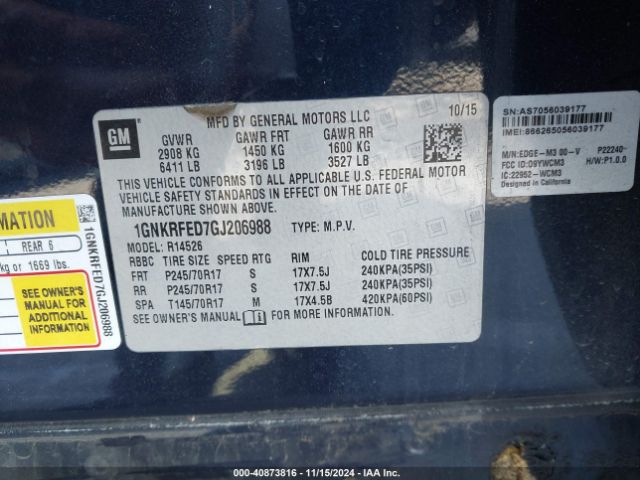 GM
MFD BY GENERAL MOTORS LLC 10/15
GVWR GAWR FRT GAWR RR
2908 KG 1450 KG 1600 KG
6411 LB 3196 LB 3527 LB
THIS VEHICLE CONFORMS TO ALL APPLICABLE U.S. FEDERAL MOTOR
VEHICLE SAFETY STANDARDS IN EFFECT ON THE DATE OF
MANUFACTURE SHOWN ABOVE.
1GNKRFED7GJ206988 TYPE: M.P.V.
MODEL: R14526
RBBC TIRE SIZE SPEED RTG RIM COLD TIRE PRESSURE
FRT P245/70R17 S 17X7.5J 240KPA(35PSI)
RR P245/70R17 S 17X7.5J 240KPA(35PSI)
SPA T145/70R17 M 17X4.5B 420KPA(60PSI)
SEE OWNER'S MANUAL FOR MORE INFORMATION.
MATION
REAR 6
kg or 1669 lbs.
SEE OWNER'S
MANUAL FOR
ADDITIONAL
INFORMATION
1GNKRFED7GJ206988
SN:AS7056039177
IMEI:866265056039177
M/N:EDGE-M3 00-V P22240-
FCC ID:O9YWCM3 H/W:P1.0.0
IC:22952-WCM3
Designed in California
000-40873816 - 11/15/2024 - IAA Inc.